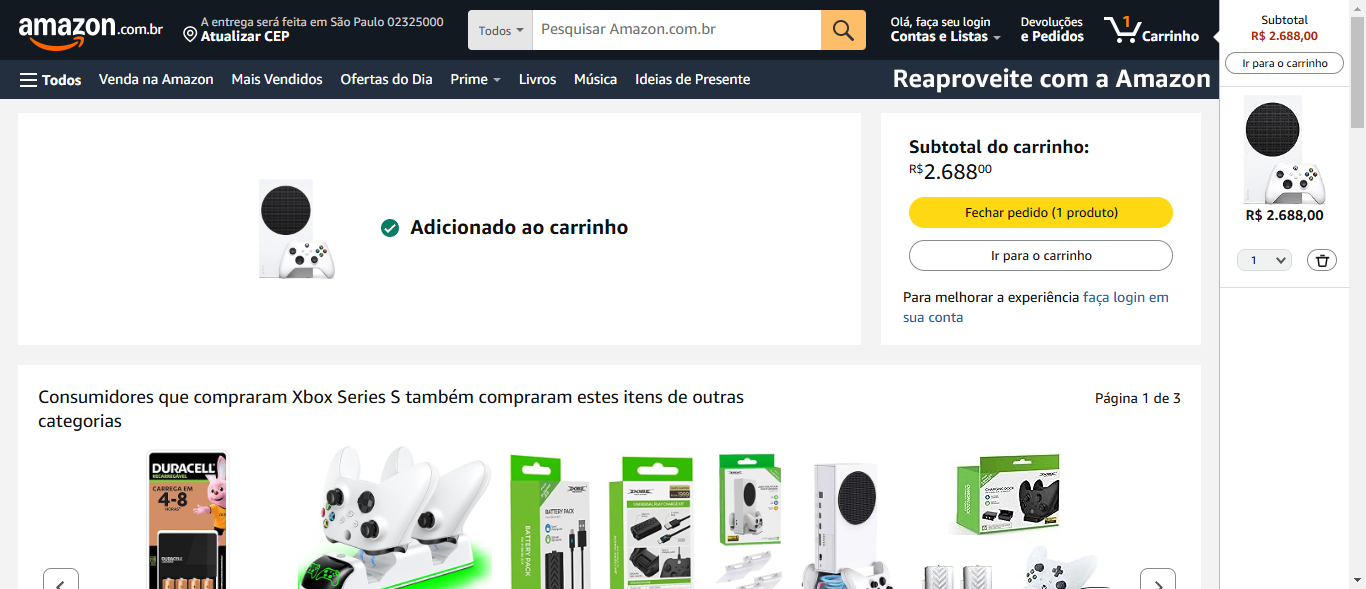 amazon.com.br
A entrega será feita em São Paulo 02325000
Atualizar CEP
Todos
Pesquisar Amazon.com.br
Olá, faça seu login
Contas e Listas
Devoluções
e Pedidos
1
Carrinho
Subtotal
R$ 2.688,00
Ir para o carrinho
Todos
Venda na Amazon
Mais Vendidos
Ofertas do Dia
Prime
Livros
Música
Ideias de Presente
Reaproveite com a Amazon
Adicionado ao carrinho
Subtotal do carrinho:
R$2.68800
Fechar pedido (1 produto)
Ir para o carrinho
Para melhorar a experiência faça login em
sua conta
R$ 2.688,00
1
Consumidores que compraram Xbox Series S também compraram estes itens de outras
categorias
Página 1 de 3
DURACELL
RECARREGÁVEL
CARREGA EM
4-8
HORAS
DURACELL
DOBE
BATTERY PACK
BATTERY PACK
DOBE
CHARGING DOCK